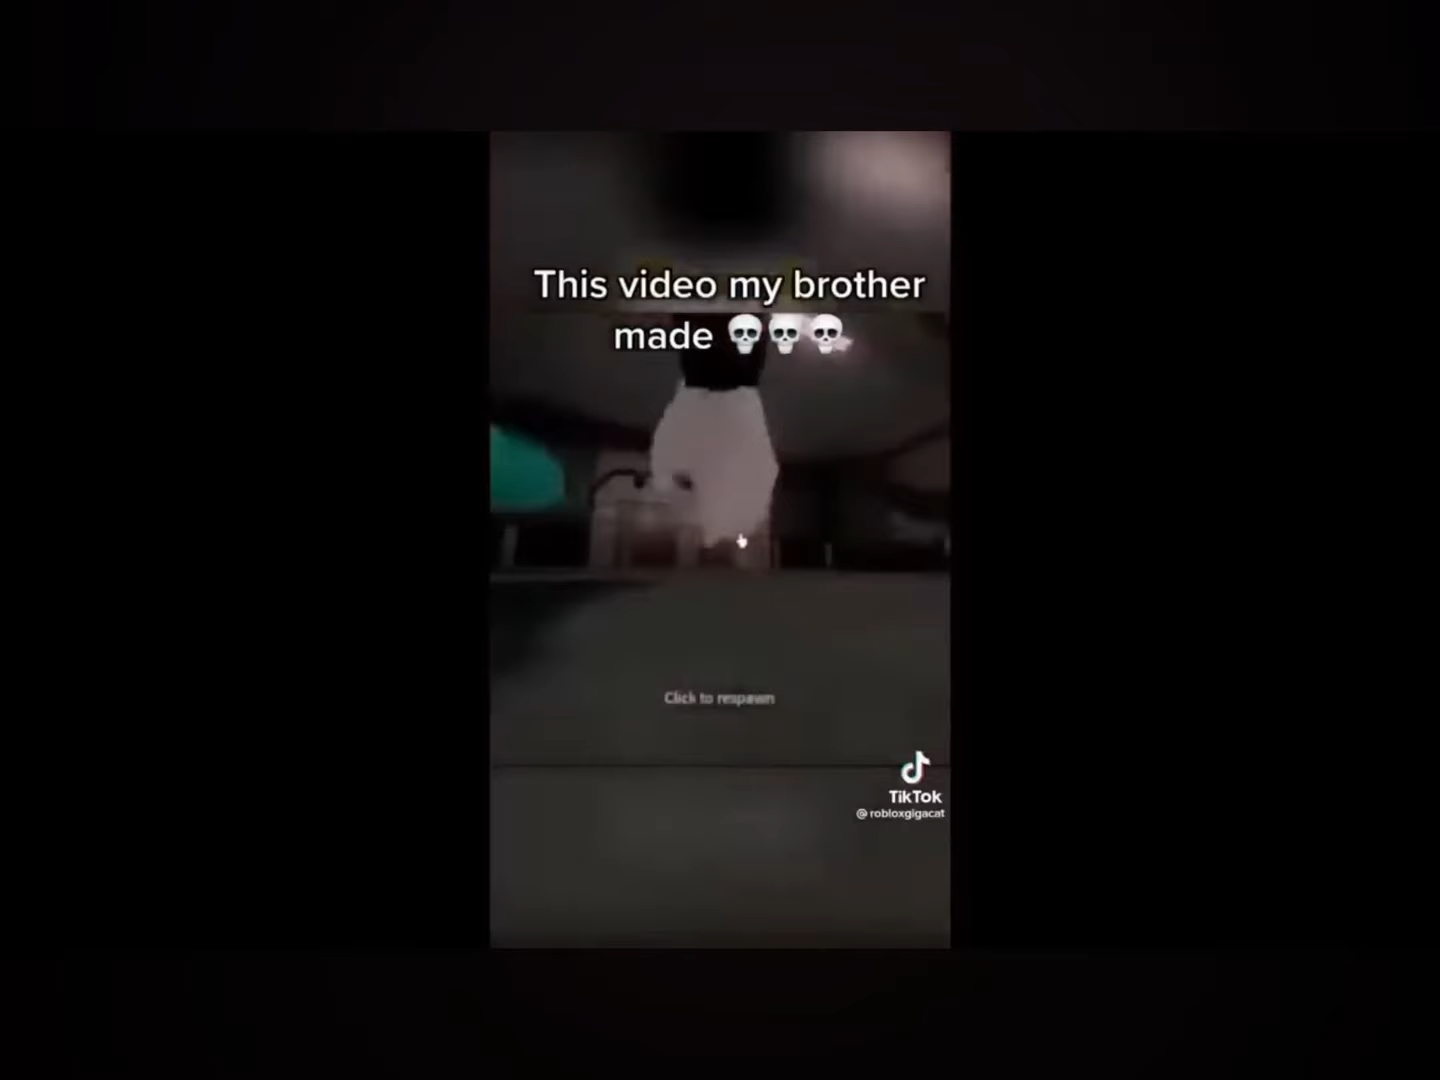 This video my brother
made 💀💀💀
Click to respawn
TikTok
@robloxgigacat